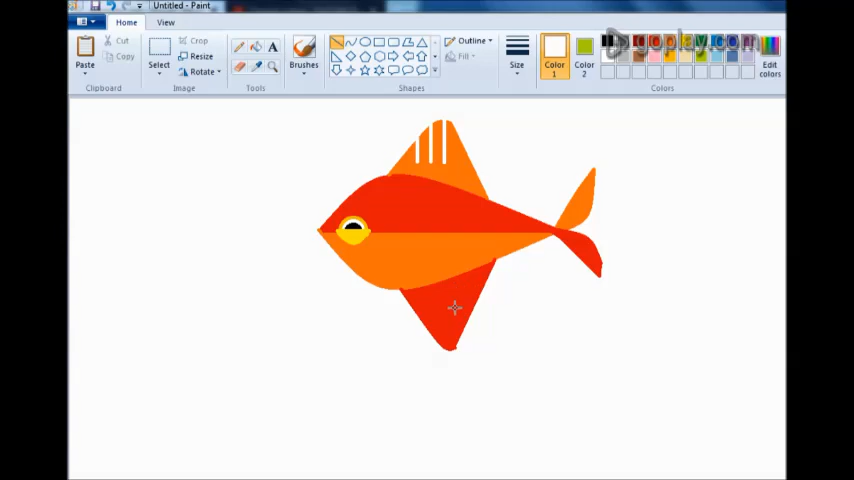 Untitled - Paint
Home View
Paste
Cut
Copy
Clipboard
Select
Crop
Resize
Rotate
Image
A
Tools
Brushes
Outline
Fill
Shapes
Size
Color 1
Color 2
Edit colors
Colors